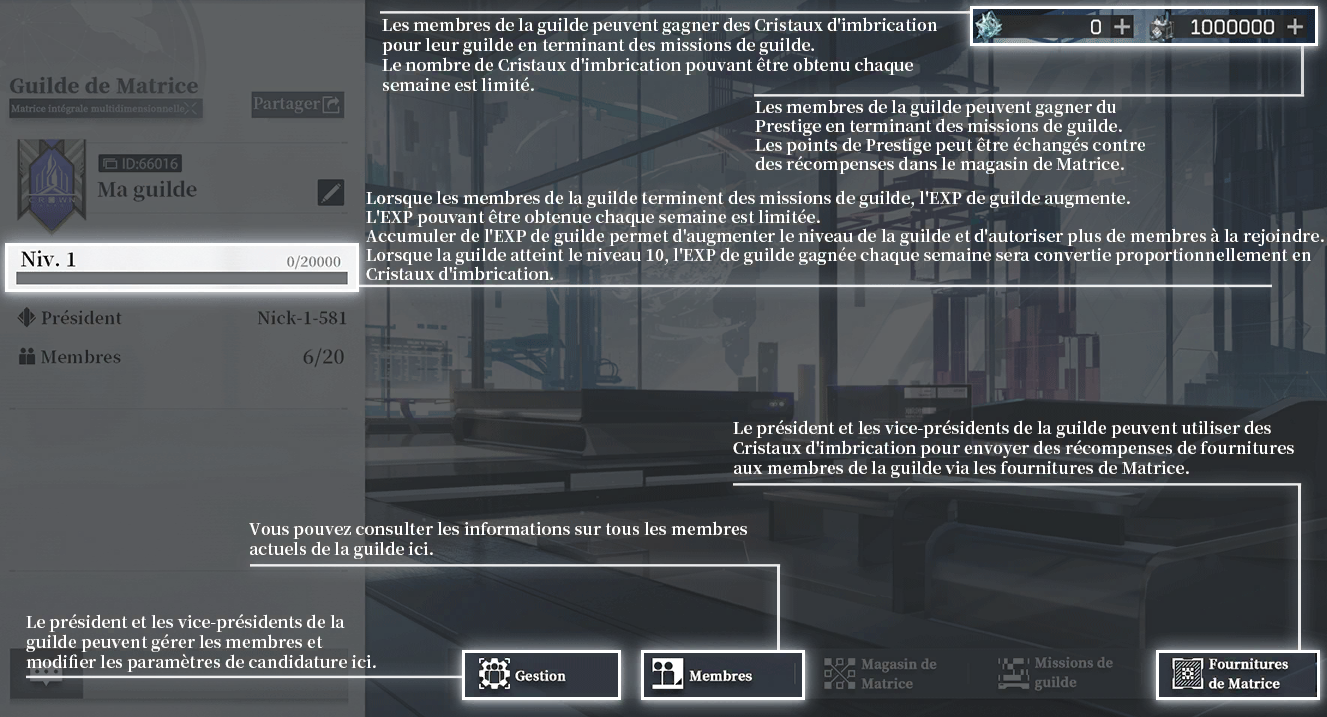 Les membres de la guilde peuvent gagner des Cristaux d'imbrication
pour leur guilde en terminant des missions de guilde.
Le nombre de Cristaux d'imbrication pouvant être obtenu chaque
semaine est limité.
0
1000000
Guilde de Matrice
Matrice intégrale multidimensionnelle
Partager
Les membres de la guilde peuvent gagner du
Prestige en terminant des missions de guilde.
Les points de Prestige peut être échangés contre
des récompenses dans le magasin de Matrice.
ID:66016
Ma guilde
CROWN
Lorsque les membres de la guilde terminent des missions de guilde, l'EXP de guilde augmente.
L'EXP pouvant être obtenue chaque semaine est limitée.
Accumuler de l'EXP de guilde permet d'augmenter le niveau de la guilde et d'autoriser plus de membres à la rejoindre.
Lorsque la guilde atteint le niveau 10, l'EXP de guilde gagnée chaque semaine sera convertie proportionnellement en
Cristaux d'imbrication.
Niv. 1
0/20000
Président
Nick-1-581
Membres
6/20
Le président et les vice-présidents de la guilde peuvent utiliser des
Cristaux d'imbrication pour envoyer des récompenses de fournitures
aux membres de la guilde via les fournitures de Matrice.
Vous pouvez consulter les informations sur tous les membres
actuels de la guilde ici.
Le président et les vice-présidents de la
guilde peuvent gérer les membres et
modifier les paramètres de candidature ici.
Gestion
Membres
Magasin de
Matrice
Missions de
guilde
Fournitures
de Matrice